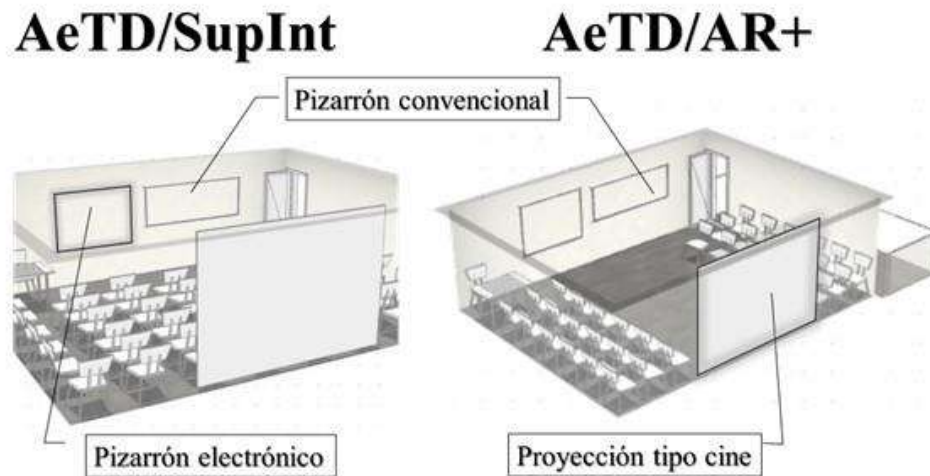 AeTD/SupInt
AeTD/AR+
Pizarrón convencional
Pizarrón electrónico
Proyección tipo cine